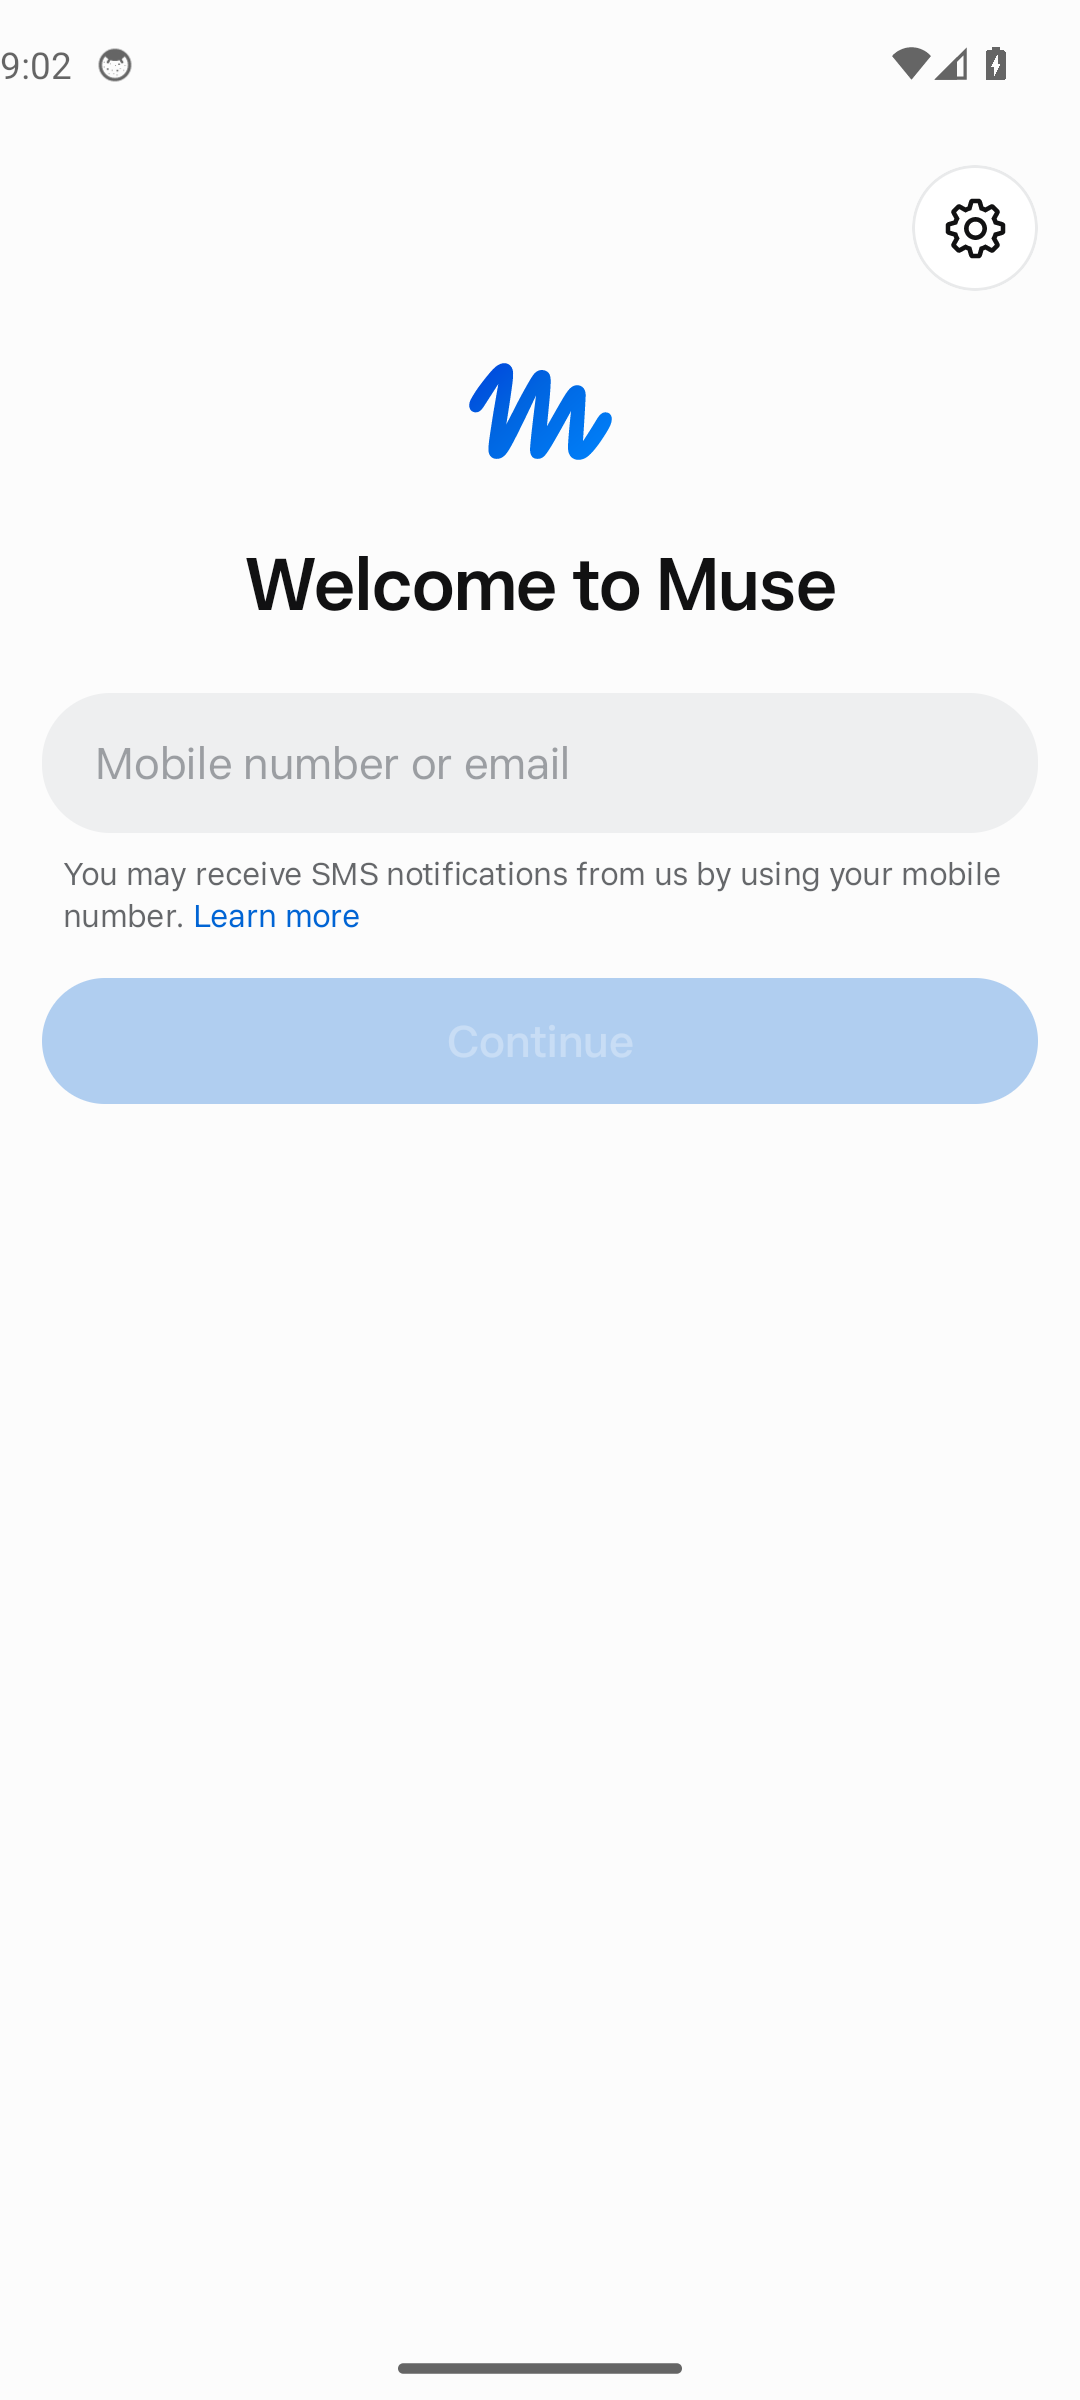 9:02
Welcome to Muse
Mobile number or email
You may receive SMS notifications from us by using your mobile
number. Learn more
Continue